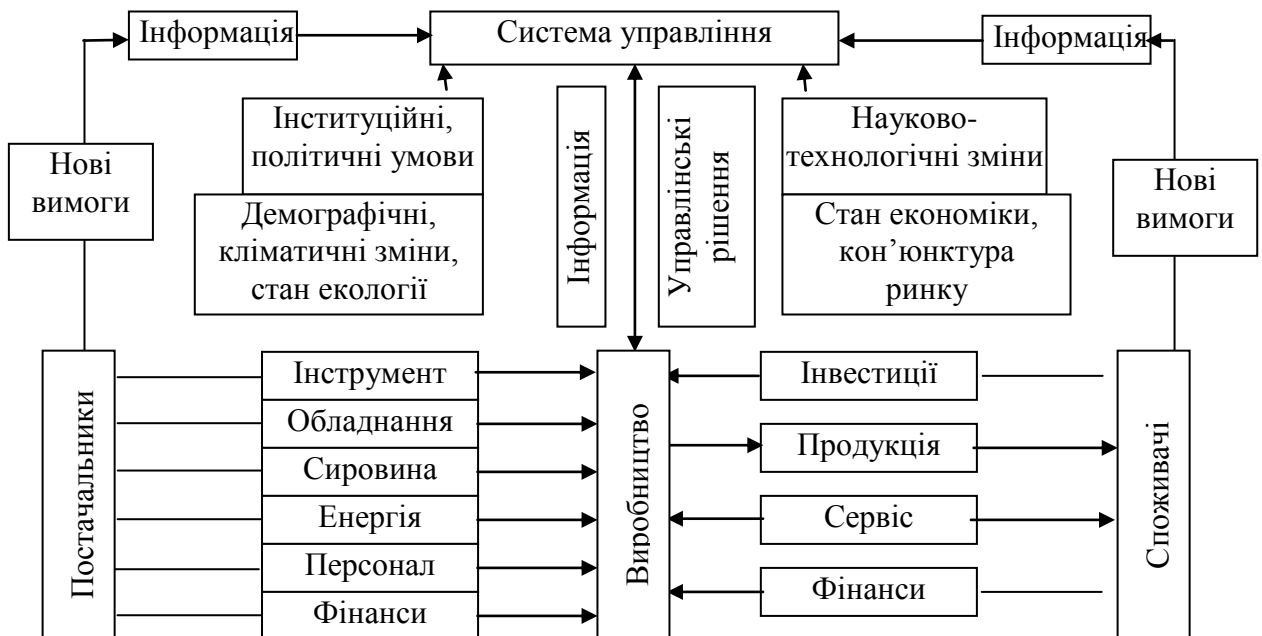 Інформація
Система управління
Інформація
Інституційні,
політичні умови
Інформація
Управлінські
рішення
Науково-
технологічні зміни
Нові
вимоги
Нові
вимоги
Демографічні,
кліматичні зміни,
стан екології
Стан економіки,
кон’юнктура
ринку
Постачальники
Інструмент
Обладнання
Сировина
Енергія
Персонал
Фінанси
Виробництво
Інвестиції
Продукція
Сервіс
Фінанси
Споживачі